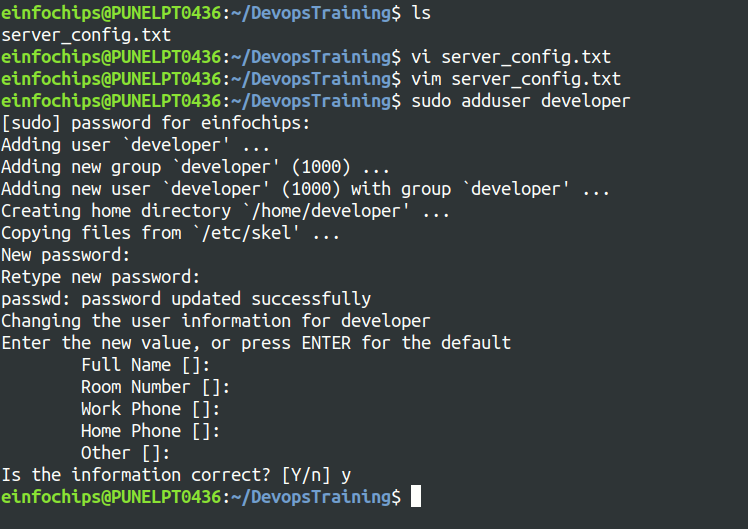 einfochips@PUNELPT0436:~/DevopsTraining$ ls
server_config.txt
einfochips@PUNELPT0436:~/DevopsTraining$ vi server_config.txt
einfochips@PUNELPT0436:~/DevopsTraining$ vim server_config.txt
einfochips@PUNELPT0436:~/DevopsTraining$ sudo adduser developer
[sudo] password for einfochips:
Adding user `developer' ...
Adding new group `developer' (1000) ...
Adding new user `developer' (1000) with group `developer' ...
Creating home directory `/home/developer' ...
Copying files from `/etc/skel' ...
New password:
Retype new password:
passwd: password updated successfully
Changing the user information for developer
Enter the new value, or press ENTER for the default
        Full Name []:
        Room Number []:
        Work Phone []:
        Home Phone []:
        Other []:
Is the information correct? [Y/n] y
einfochips@PUNELPT0436:~/DevopsTraining$